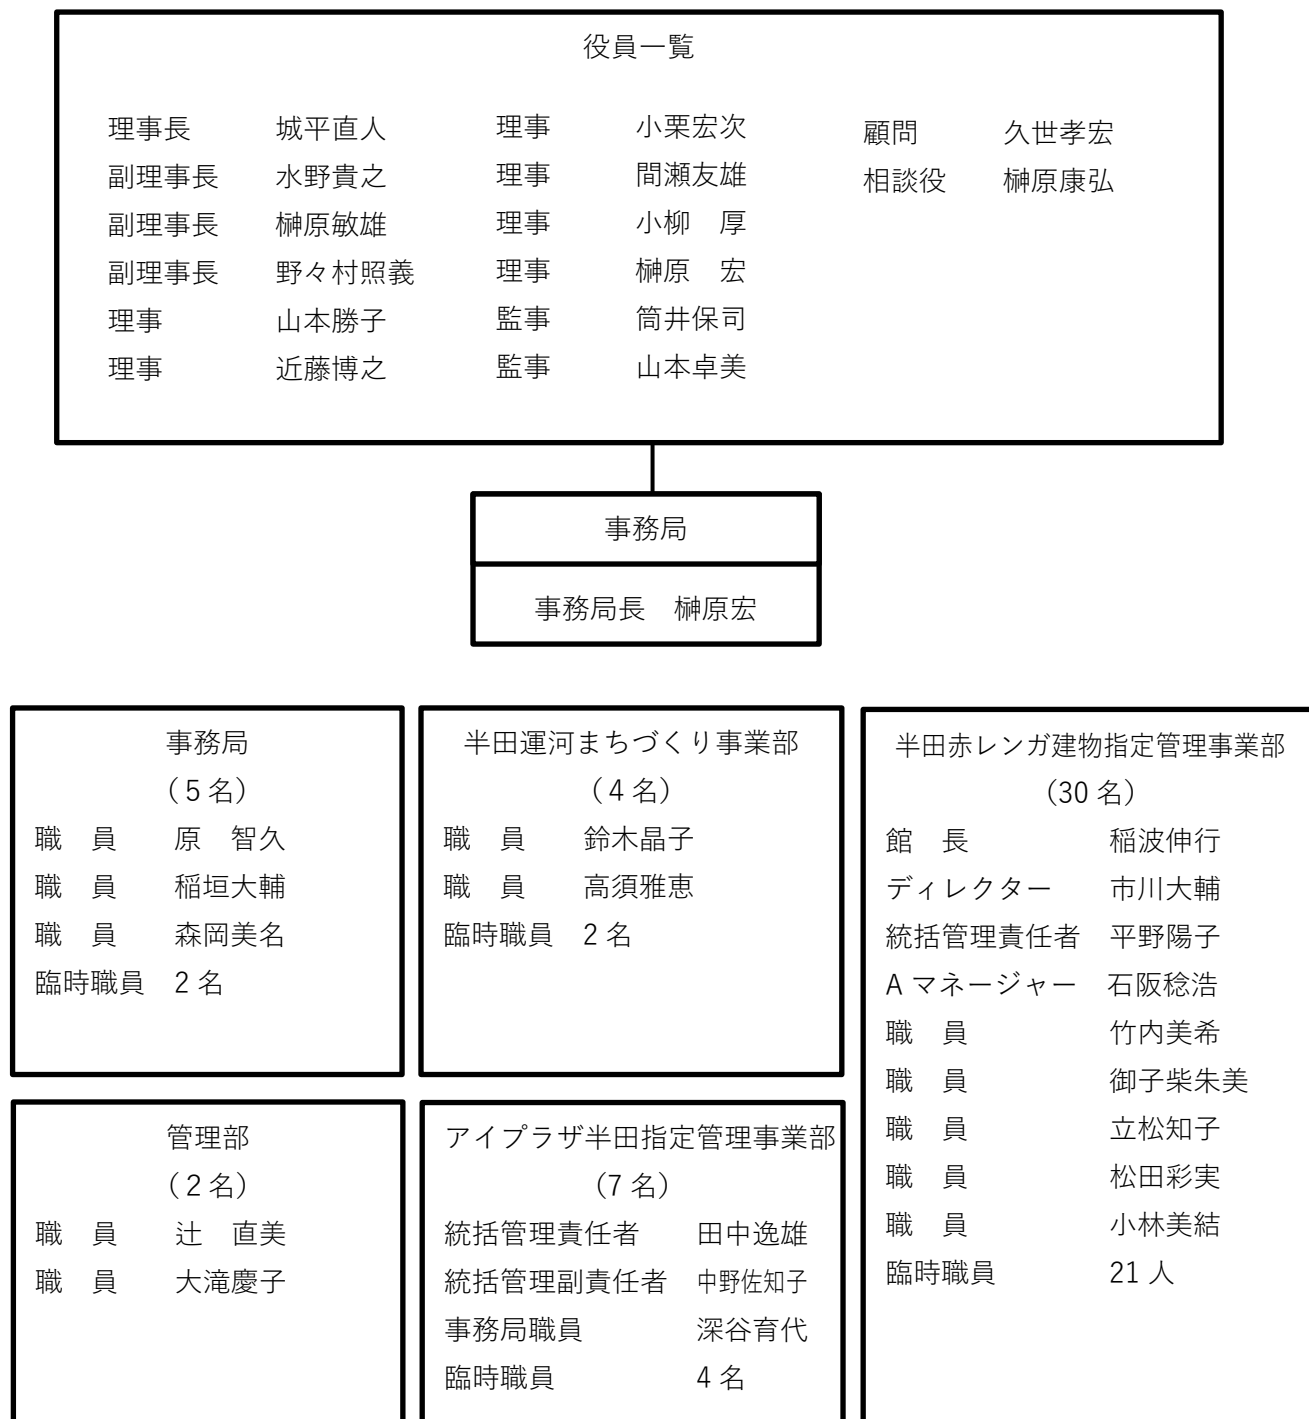 役員一覧
理事長 城平直人 理事 小栗宏次 顧問 久世孝宏
副理事長 水野貴之 理事 間瀬友雄 相談役 榊原康弘
副理事長 榊原敏雄 理事 小柳　厚
副理事長 野々村照義 理事 榊原　宏
理事 山本勝子 監事 筒井保司
理事 近藤博之 監事 山本卓美
事務局
事務局長　榊原宏
事務局
（5 名）
職　員　原　智久
職　員　稲垣大輔
職　員　森岡美名
臨時職員　2 名
半田運河まちづくり事業部
（4 名）
職　員　鈴木晶子
職　員　高須雅恵
臨時職員　2 名
半田赤レンガ建物指定管理事業部
（30 名）
館　長　稲波伸行
ディレクター　市川大輔
統括管理責任者　平野陽子
A マネージャー　石阪稔浩
職　員　竹内美希
職　員　御子柴朱美
職　員　立松知子
職　員　松田彩実
職　員　小林美結
臨時職員　21 人
管理部
（2 名）
職　員　辻　直美
職　員　大滝慶子
アイプラザ半田指定管理事業部
（7 名）
統括管理責任者　田中逸雄
統括管理副責任者　中野佐知子
事務局職員　深谷育代
臨時職員　4 名